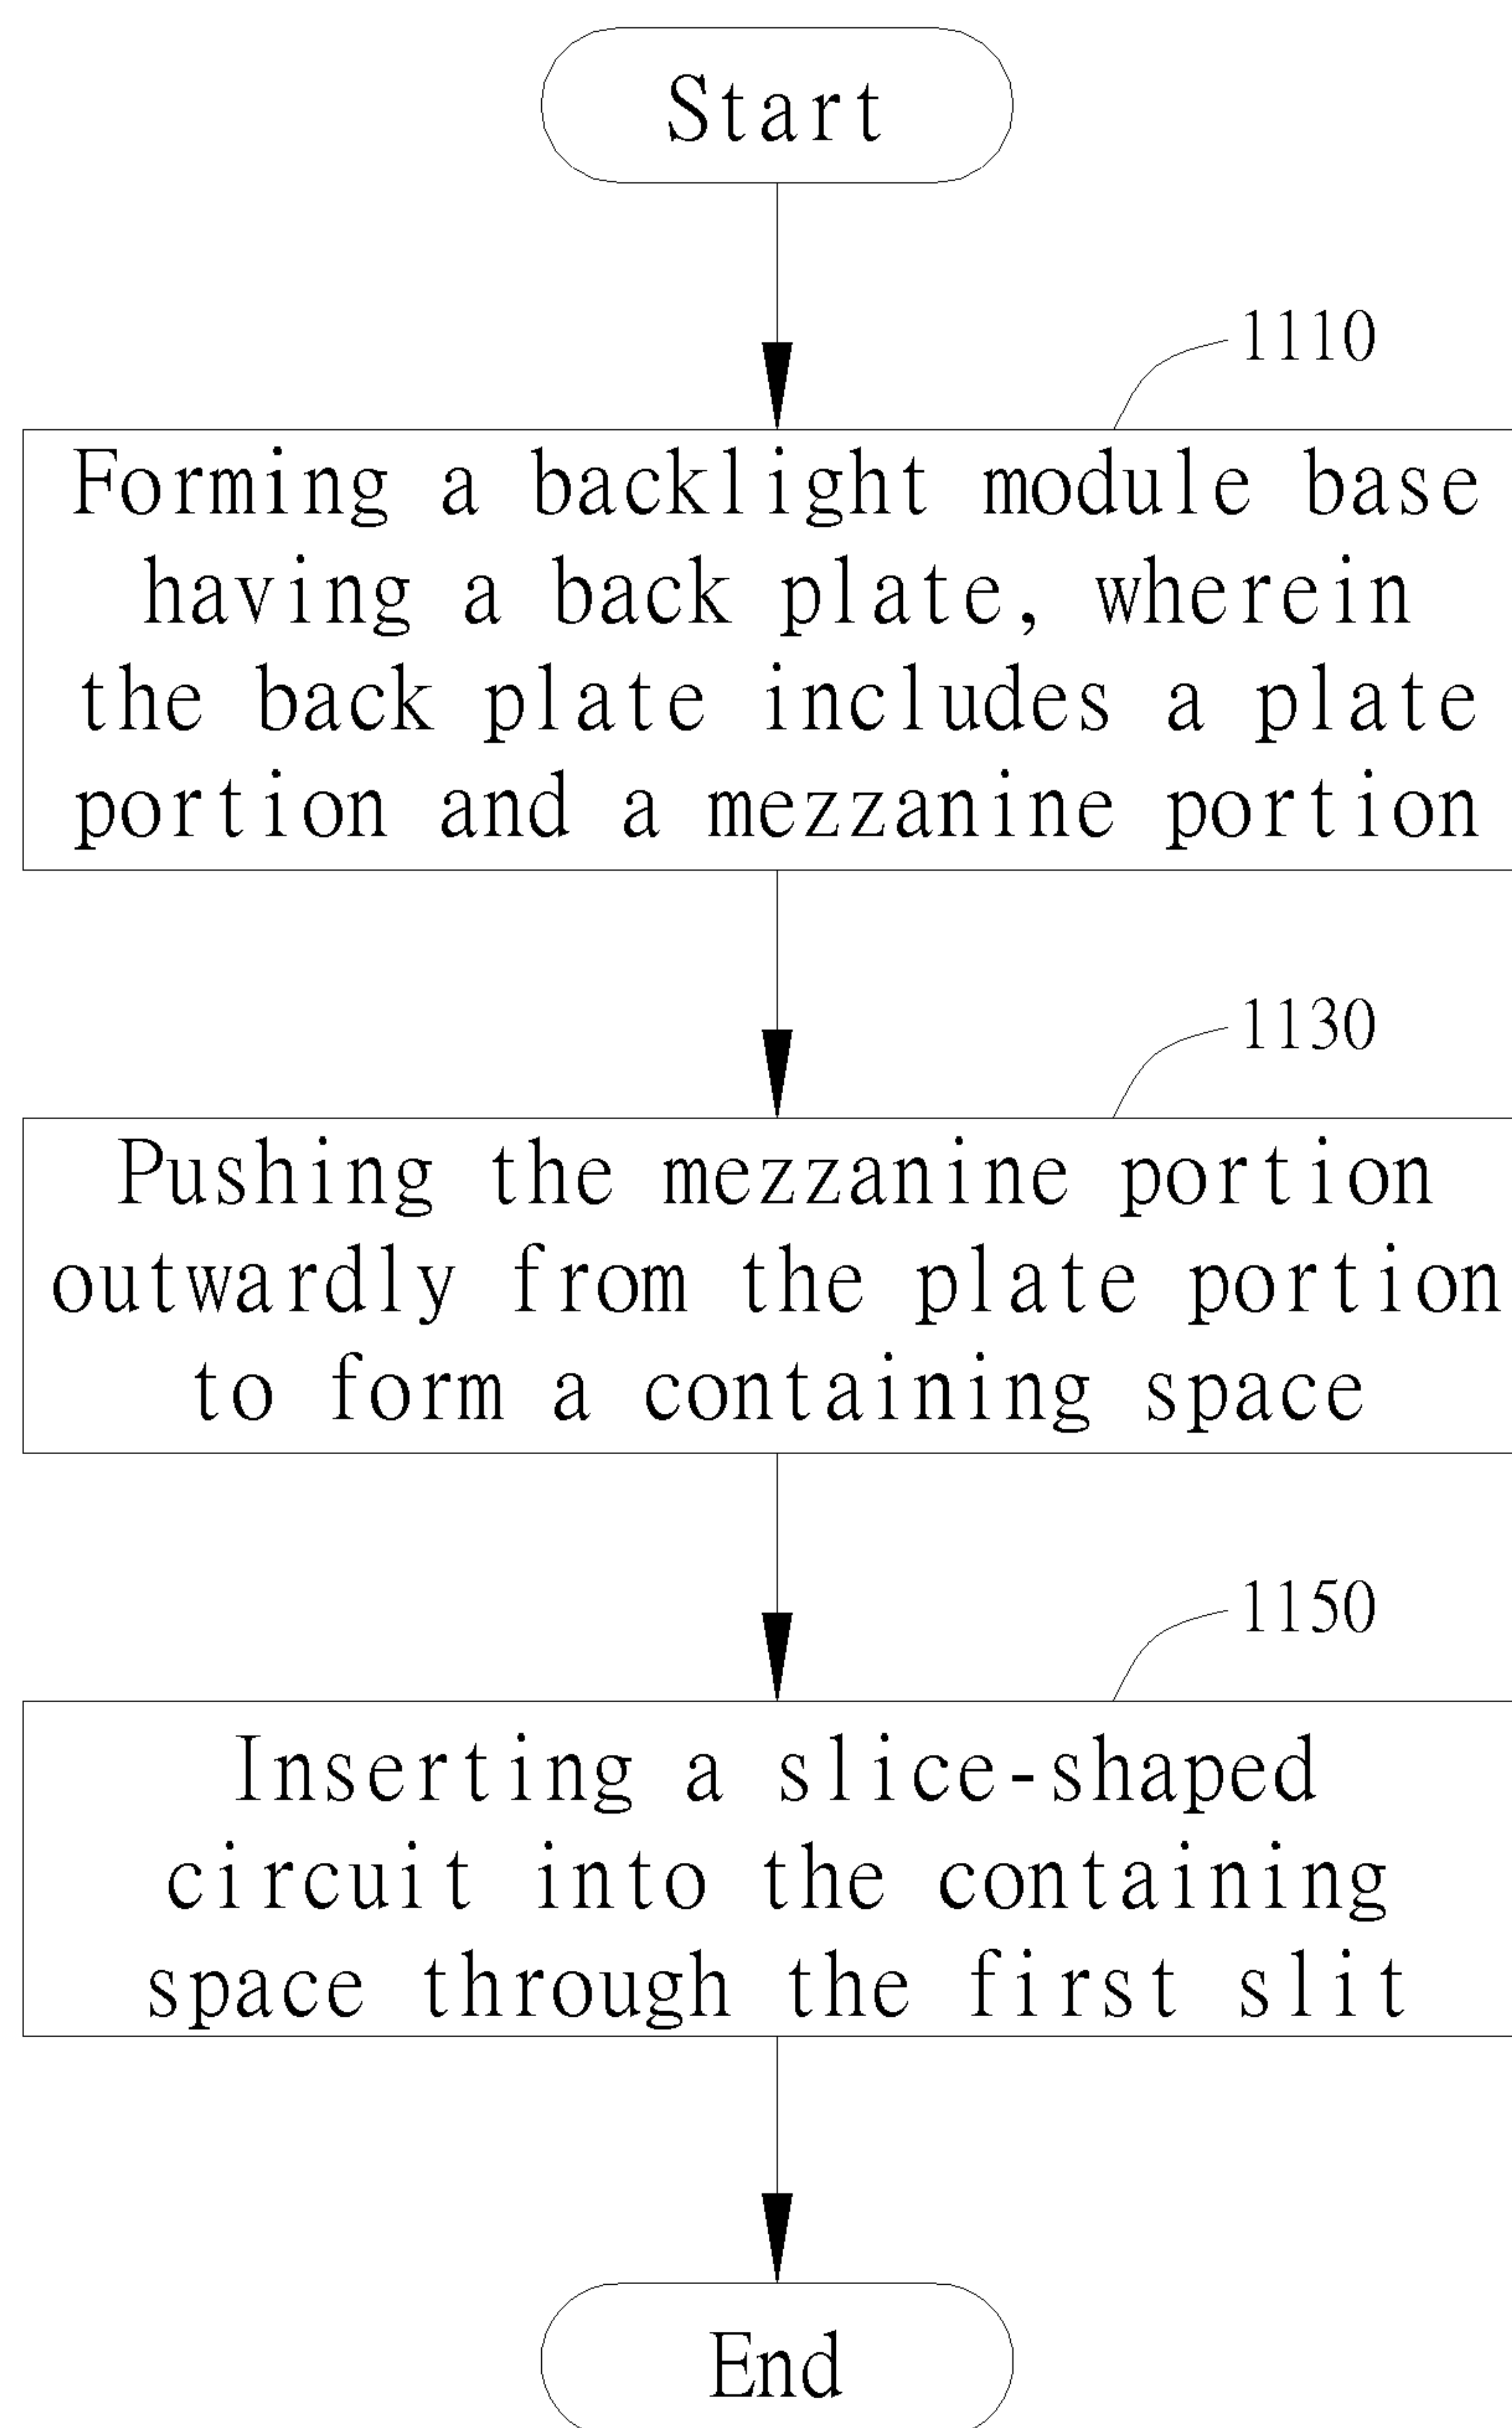 Start
1110
Forming a backlight module base
having a back plate, wherein
the back plate includes a plate
portion and a mezzanine portion
1130
Pushing the mezzanine portion
outwardly from the plate portion
to form a containing space
1150
Inserting a slice-shaped
circuit into the containing
space through the first slit
End